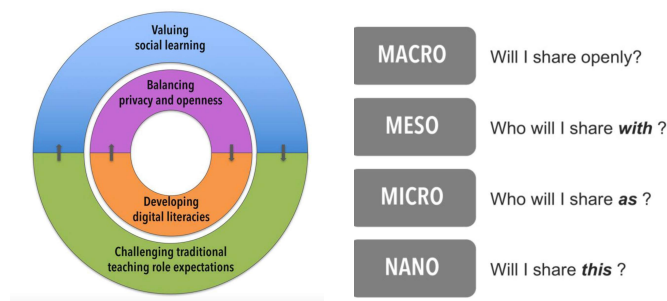 Valuing
social learning
Balancing
privacy and openness
Developing
digital literacies
Challenging traditional
teaching role expectations
MACRO Will I share openly?
MESO Who will I share with ?
MICRO Who will I share as ?
NANO Will I share this ?